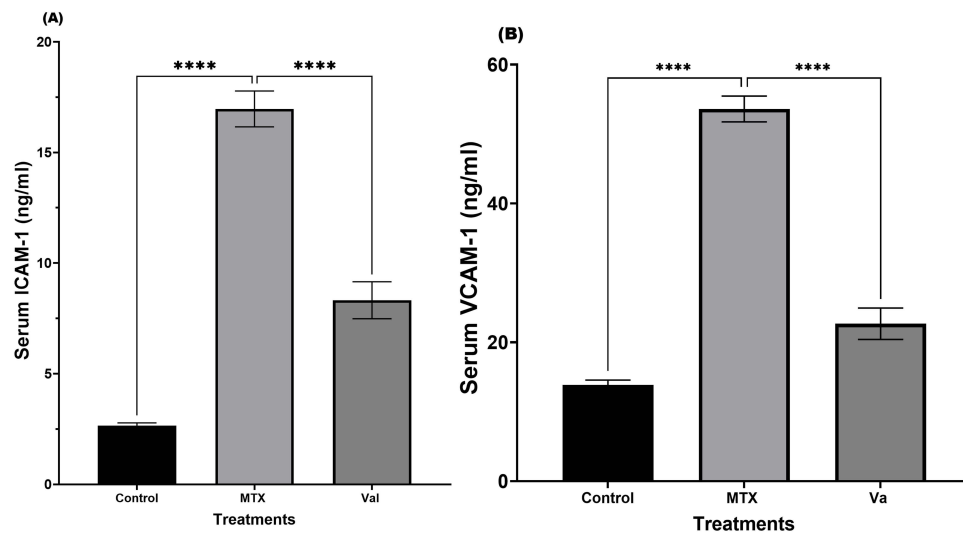 (A)
20
15
10
5
0
Serum ICAM-1 (ng/ml)
**** ****
Control MTX Val
Treatments
(B)
60
40
20
0
Serum VCAM-1 (ng/ml)
**** ****
Control MTX Va
Treatments